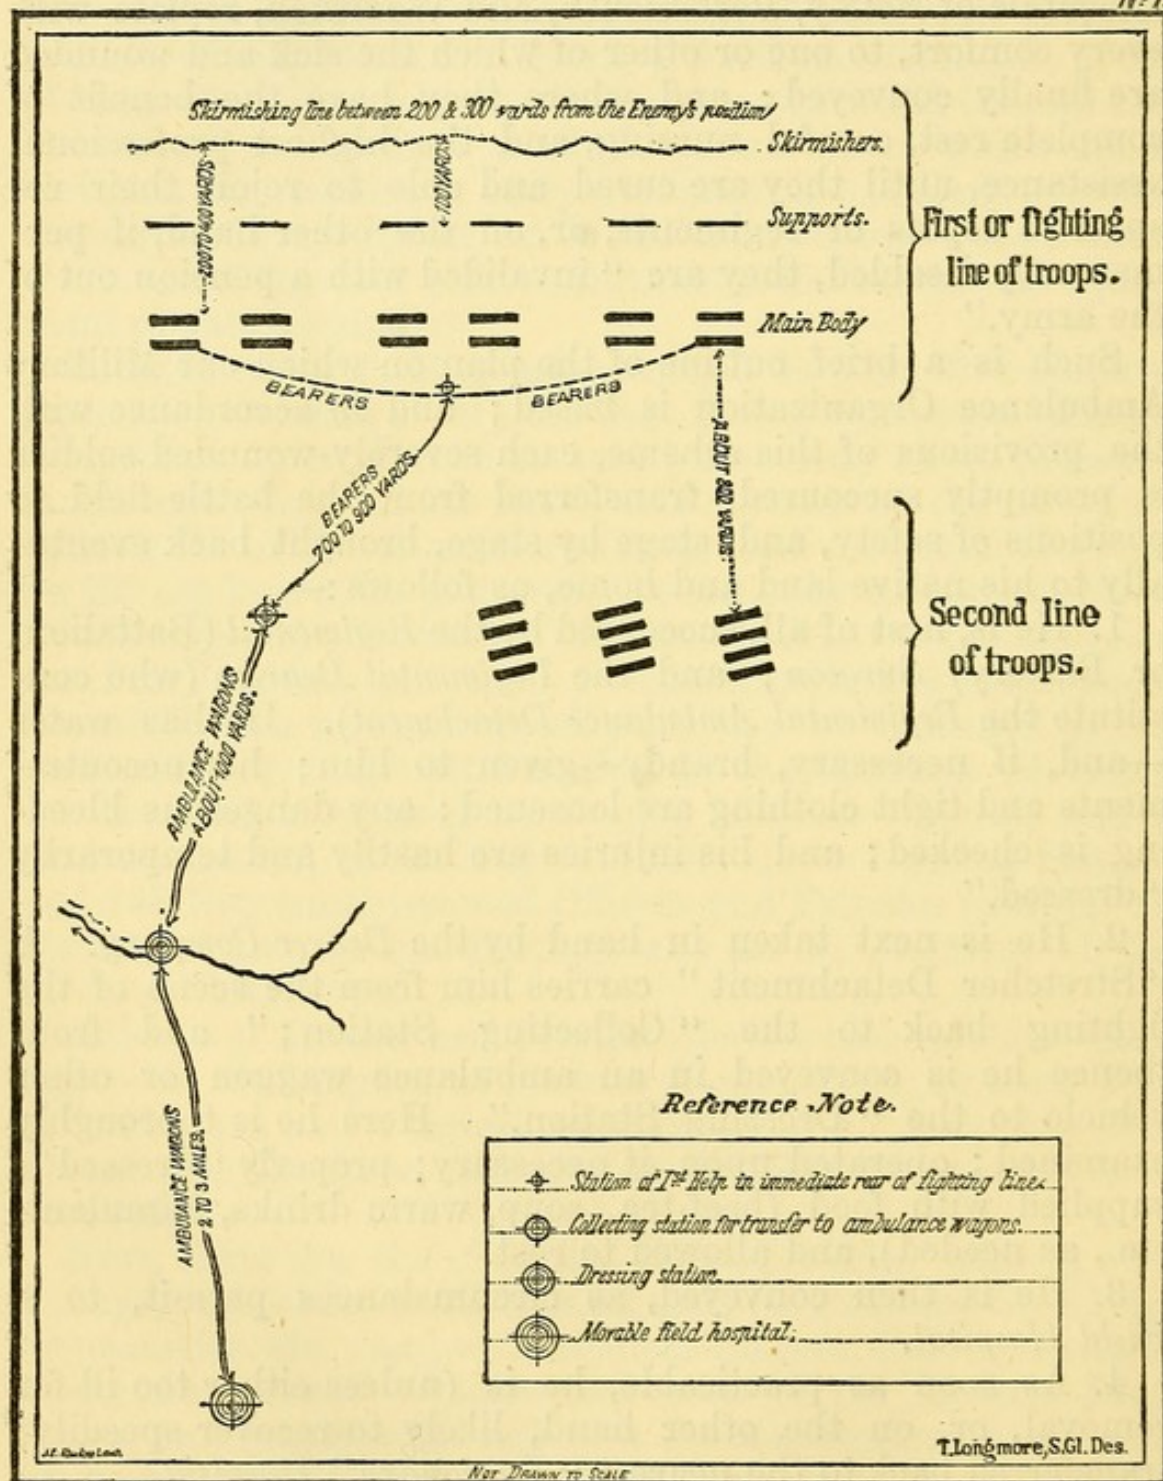 Skirmishing line between 200 & 300 yards from the Enemy's position
Skirmishers.
200 TO 400 YARDS
100 YARDS
Supports.
First or fighting
line of troops.
Main Body
BEARERS
BEARERS
ABOUT 800 YARDS.
BEARERS
700 TO 900 YARDS
Second line
of troops.
AMBULANCE WAGONS
ABOUT 1000 YARDS.
AMBULANCE WAGONS
2 TO 3 MILES.
Reference Note.
Station of 1st Help in immediate rear of fighting line.
Collecting station for transfer to ambulance wagons.
Dressing station
Movable field hospital.
T. Longmore, S.Gl. Des.
NOT DRAWN TO SCALE